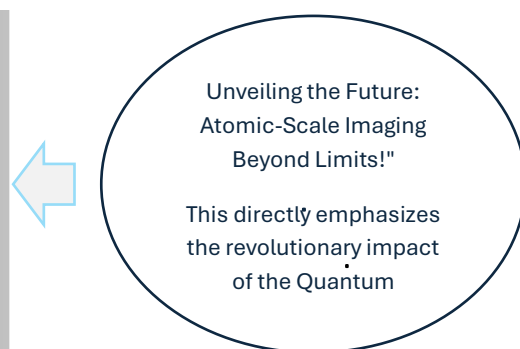 Unveiling the Future:
Atomic-Scale Imaging
Beyond Limits!"
This directly emphasizes
the revolutionary impact
of the Quantum